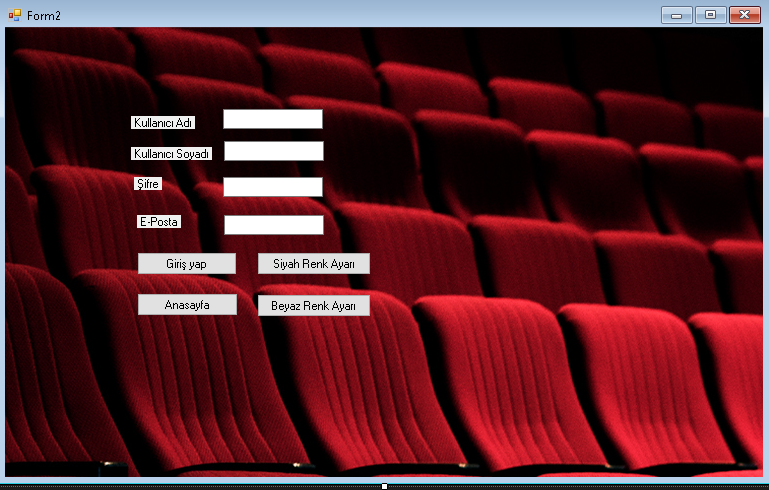 Form2
Kullanıcı Adı
Kullanıcı Soyadı
Şifre
E-Posta
Giriş yap
Siyah Renk Ayarı
Anasayfa
Beyaz Renk Ayarı